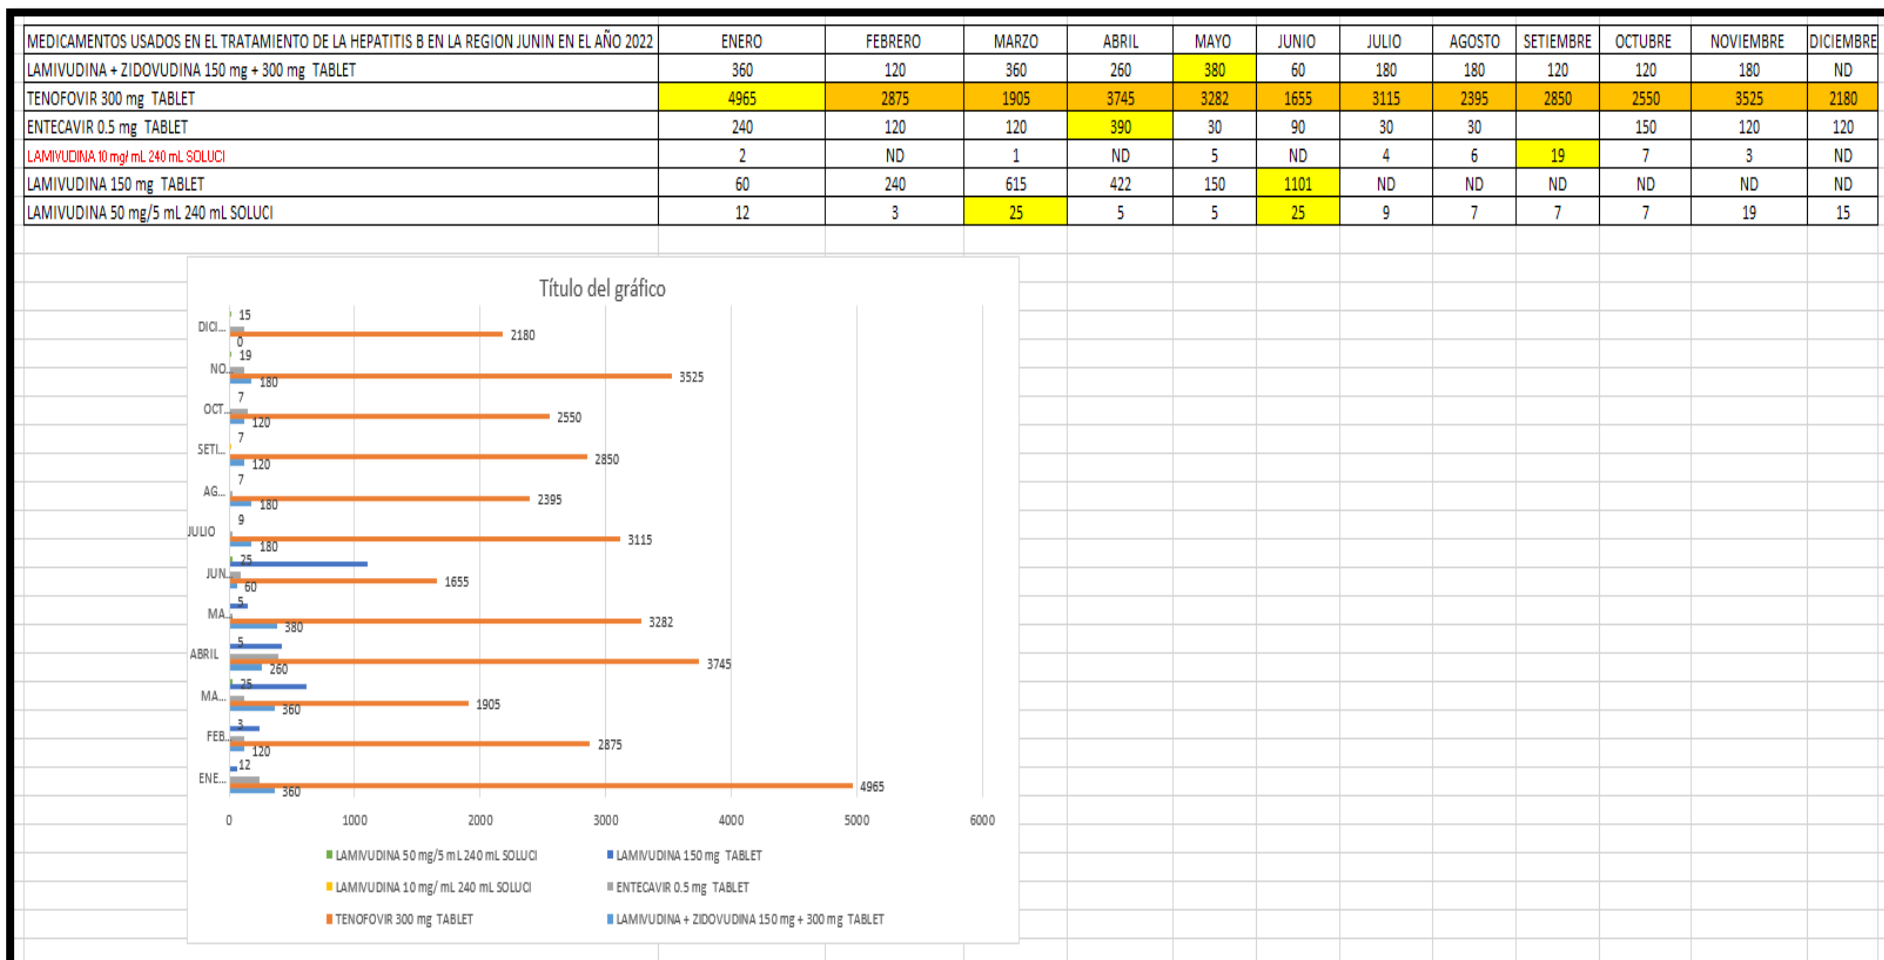 MEDICAMENTOS USADOS EN EL TRATAMIENTO DE LA HEPATITIS B EN LA REGION JUNIN EN EL AÑO 2022 ENERO FEBRERO MARZO ABRIL MAYO JUNIO JULIO AGOSTO SETIEMBRE OCTUBRE NOVIEMBRE DICIEMBRE
LAMIVUDINA + ZIDOVUDINA 150 mg + 300 mg TABLET 360 120 360 260 380 60 180 180 120 120 180 ND
TENOFOVIR 300 mg TABLET 4965 2875 1905 3745 3282 1655 3115 2395 2850 2550 3525 2180
ENTECAVIR 0.5 mg TABLET 240 120 120 390 30 90 30 30 150 120 120
LAMIVUDINA 10 mg/ mL 240 mL SOLUCI 2 ND 1 ND 5 ND 4 6 19 7 3 ND
LAMIVUDINA 150 mg TABLET 60 240 615 422 150 1101 ND ND ND ND ND ND
LAMIVUDINA 50 mg/5 mL 240 mL SOLUCI 12 3 25 5 5 25 9 7 7 7 19 15
Título del gráfico
15
DICI...
2180
0
19
NO...
3525
180
7
OCT...
2550
120
7
SETI...
2850
120
7
AG...
2395
180
9
JULIO
3115
180
25
JUN...
1655
60
5
MA...
3282
380
5
ABRIL
3745
260
25
MA...
1905
360
3
FEB...
2875
120
12
ENE...
4965
360
0 1000 2000 3000 4000 5000 6000
LAMIVUDINA 50 mg/5 mL 240 mL SOLUCI LAMIVUDINA 150 mg TABLET
LAMIVUDINA 10 mg/ mL 240 mL SOLUCI ENTECAVIR 0.5 mg TABLET
TENOFOVIR 300 mg TABLET LAMIVUDINA + ZIDOVUDINA 150 mg + 300 mg TABLET